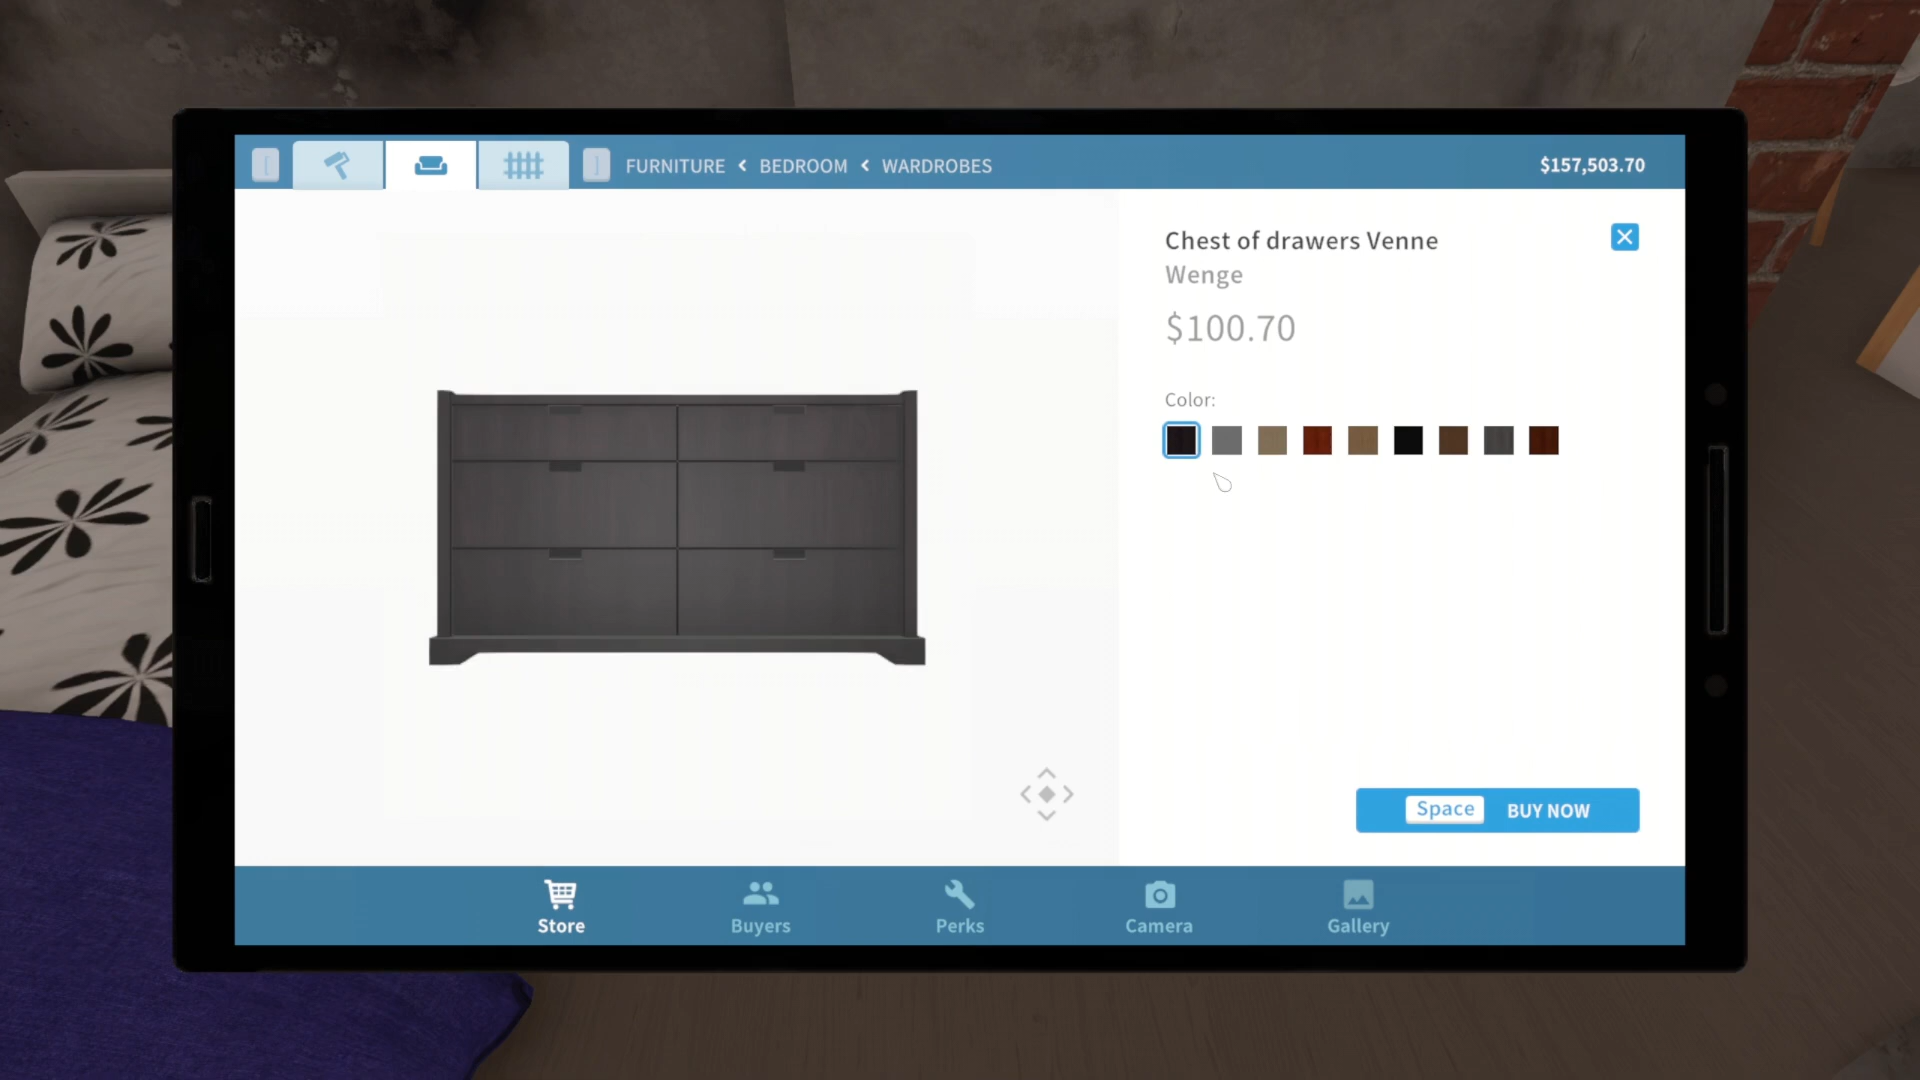 [
]
FURNITURE < BEDROOM < WARDROBES
$157,503.70
Chest of drawers Venne
Wenge
$100.70
Color:
Space BUY NOW
Store
Buyers
Perks
Camera
Gallery